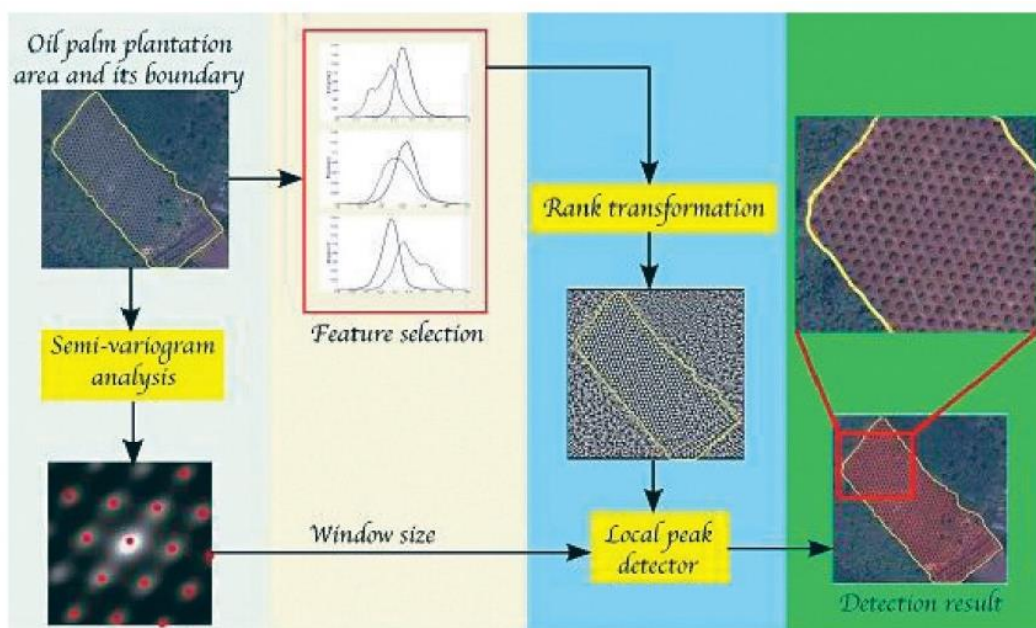 Oil palm plantation
area and its boundary
Semi-variogram
analysis
Feature selection
Window size
Rank transformation
Local peak
detector
Detection result